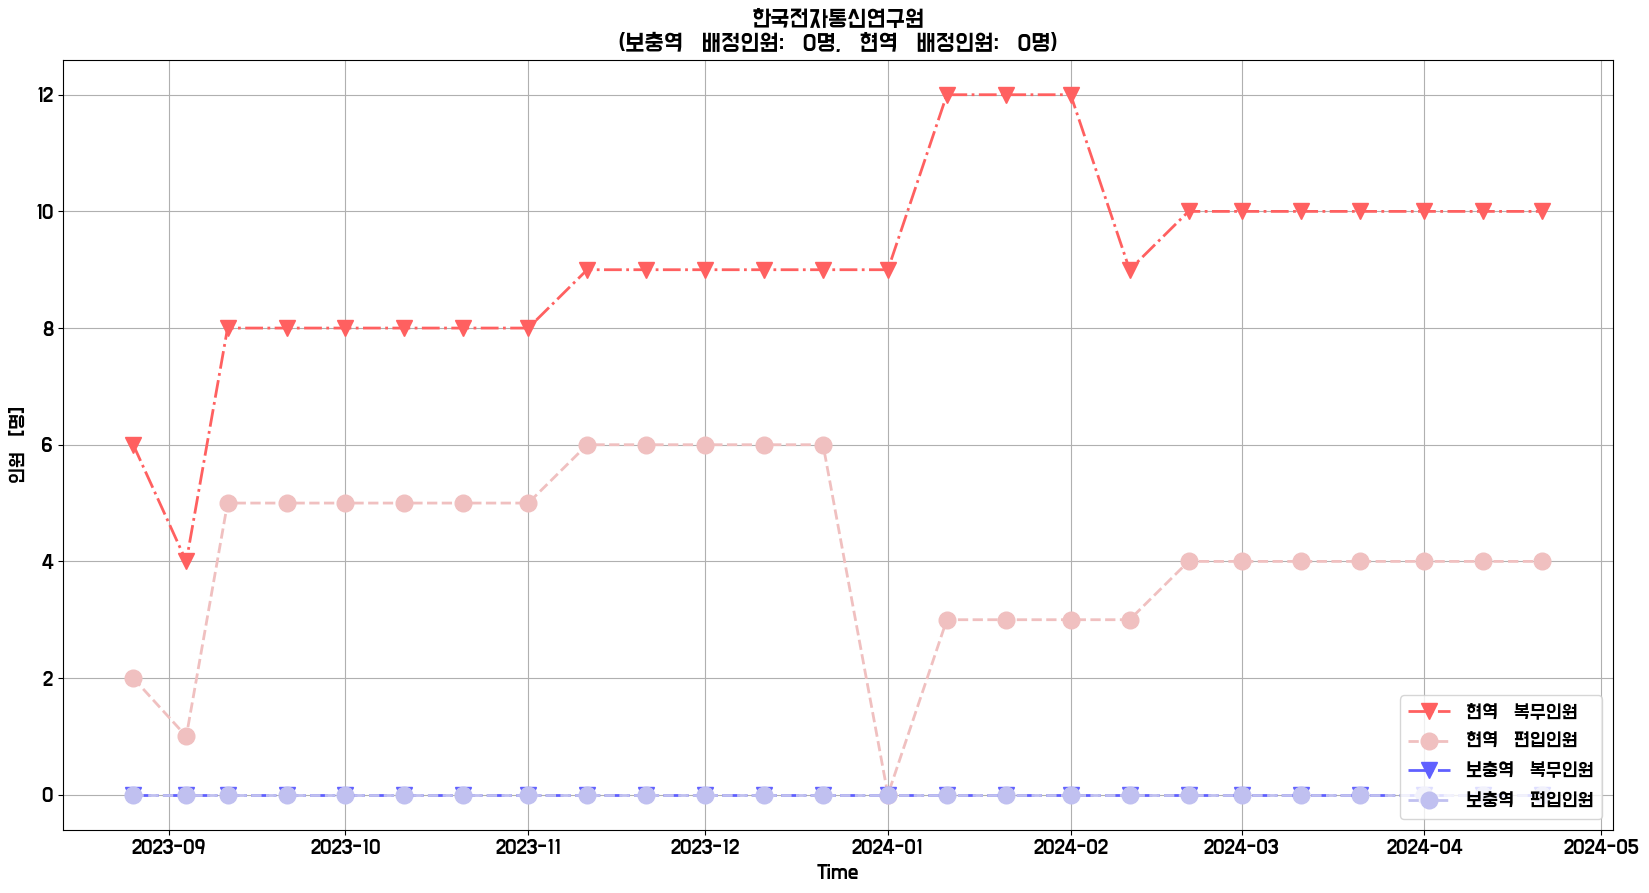 한국전자통신연구원
(보충역 배정인원: 0명, 현역 배정인원: 0명)
인원 [명]
12
10
8
6
4
2
0
현역 복무인원
현역 편입인원
보충역 복무인원
보충역 편입인원
2023-09 2023-10 2023-11 2023-12 2024-01 2024-02 2024-03 2024-04 2024-05
Time